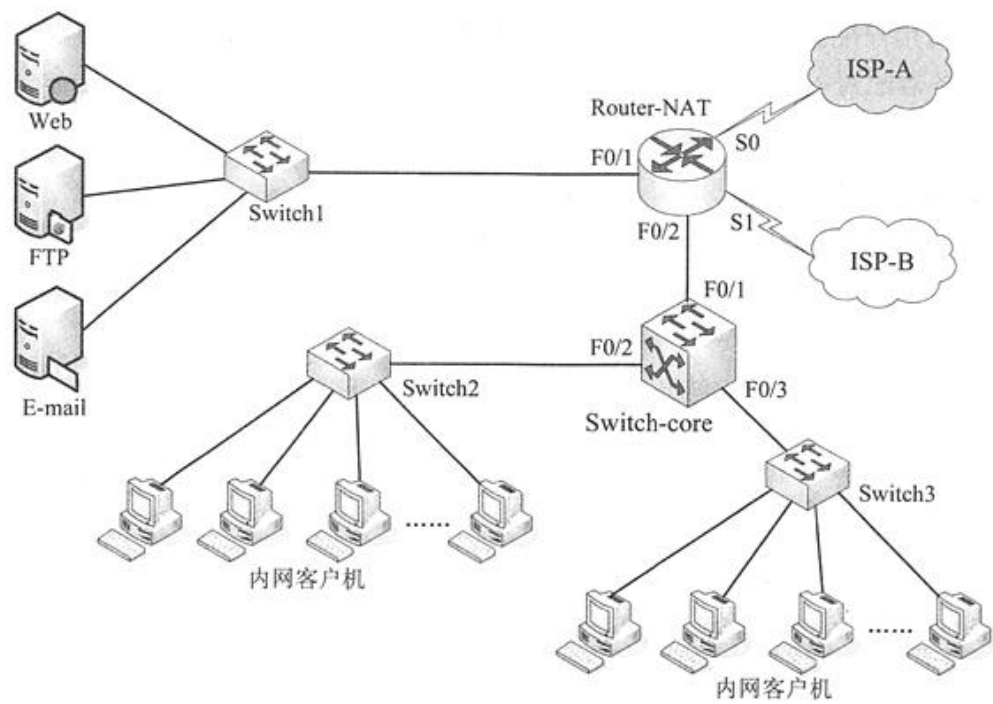 Web
FTP
E-mail
Switch1
Router-NAT
F0/1
S0
S1
F0/2
ISP-A
ISP-B
F0/1
F0/2
F0/3
Switch-core
Switch2
Switch3
......
内网客户机
......
内网客户机